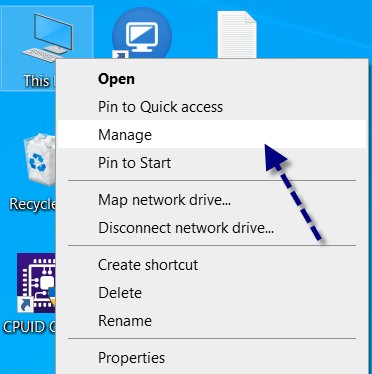 This
Open
Pin to Quick access
Manage
Pin to Start
Map network drive...
Recycle
Disconnect network drive...
Create shortcut
Delete
CPUID
Rename
Properties